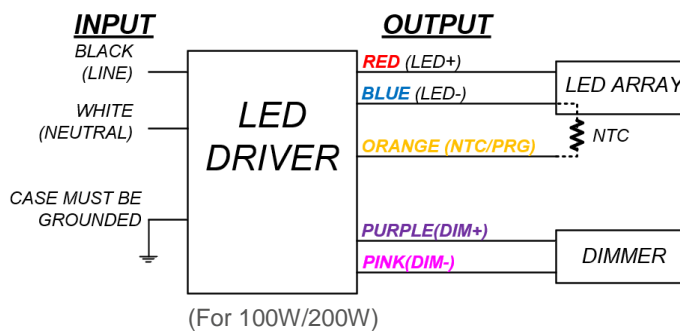 INPUT
OUTPUT
BLACK
(LINE)
WHITE
(NEUTRAL)
CASE MUST BE
GROUNDED
LED
DRIVER
RED (LED+)
BLUE (LED-)
ORANGE (NTC/PRG)
PURPLE(DIM+)
PINK(DIM-)
LED ARRAY
NTC
DIMMER
(For 100W/200W)